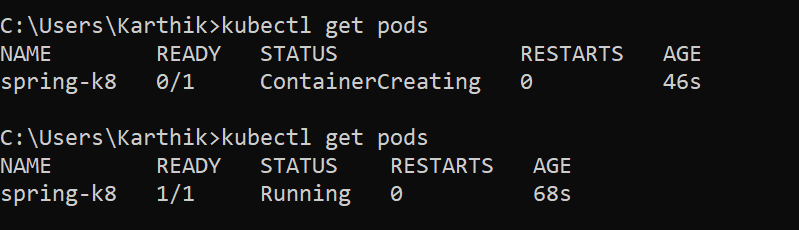 C:\Users\Karthik>kubectl get pods
NAME READY STATUS RESTARTS AGE
spring-k8 0/1 ContainerCreating 0 46s
C:\Users\Karthik>kubectl get pods
NAME READY STATUS RESTARTS AGE
spring-k8 1/1 Running 0 68s